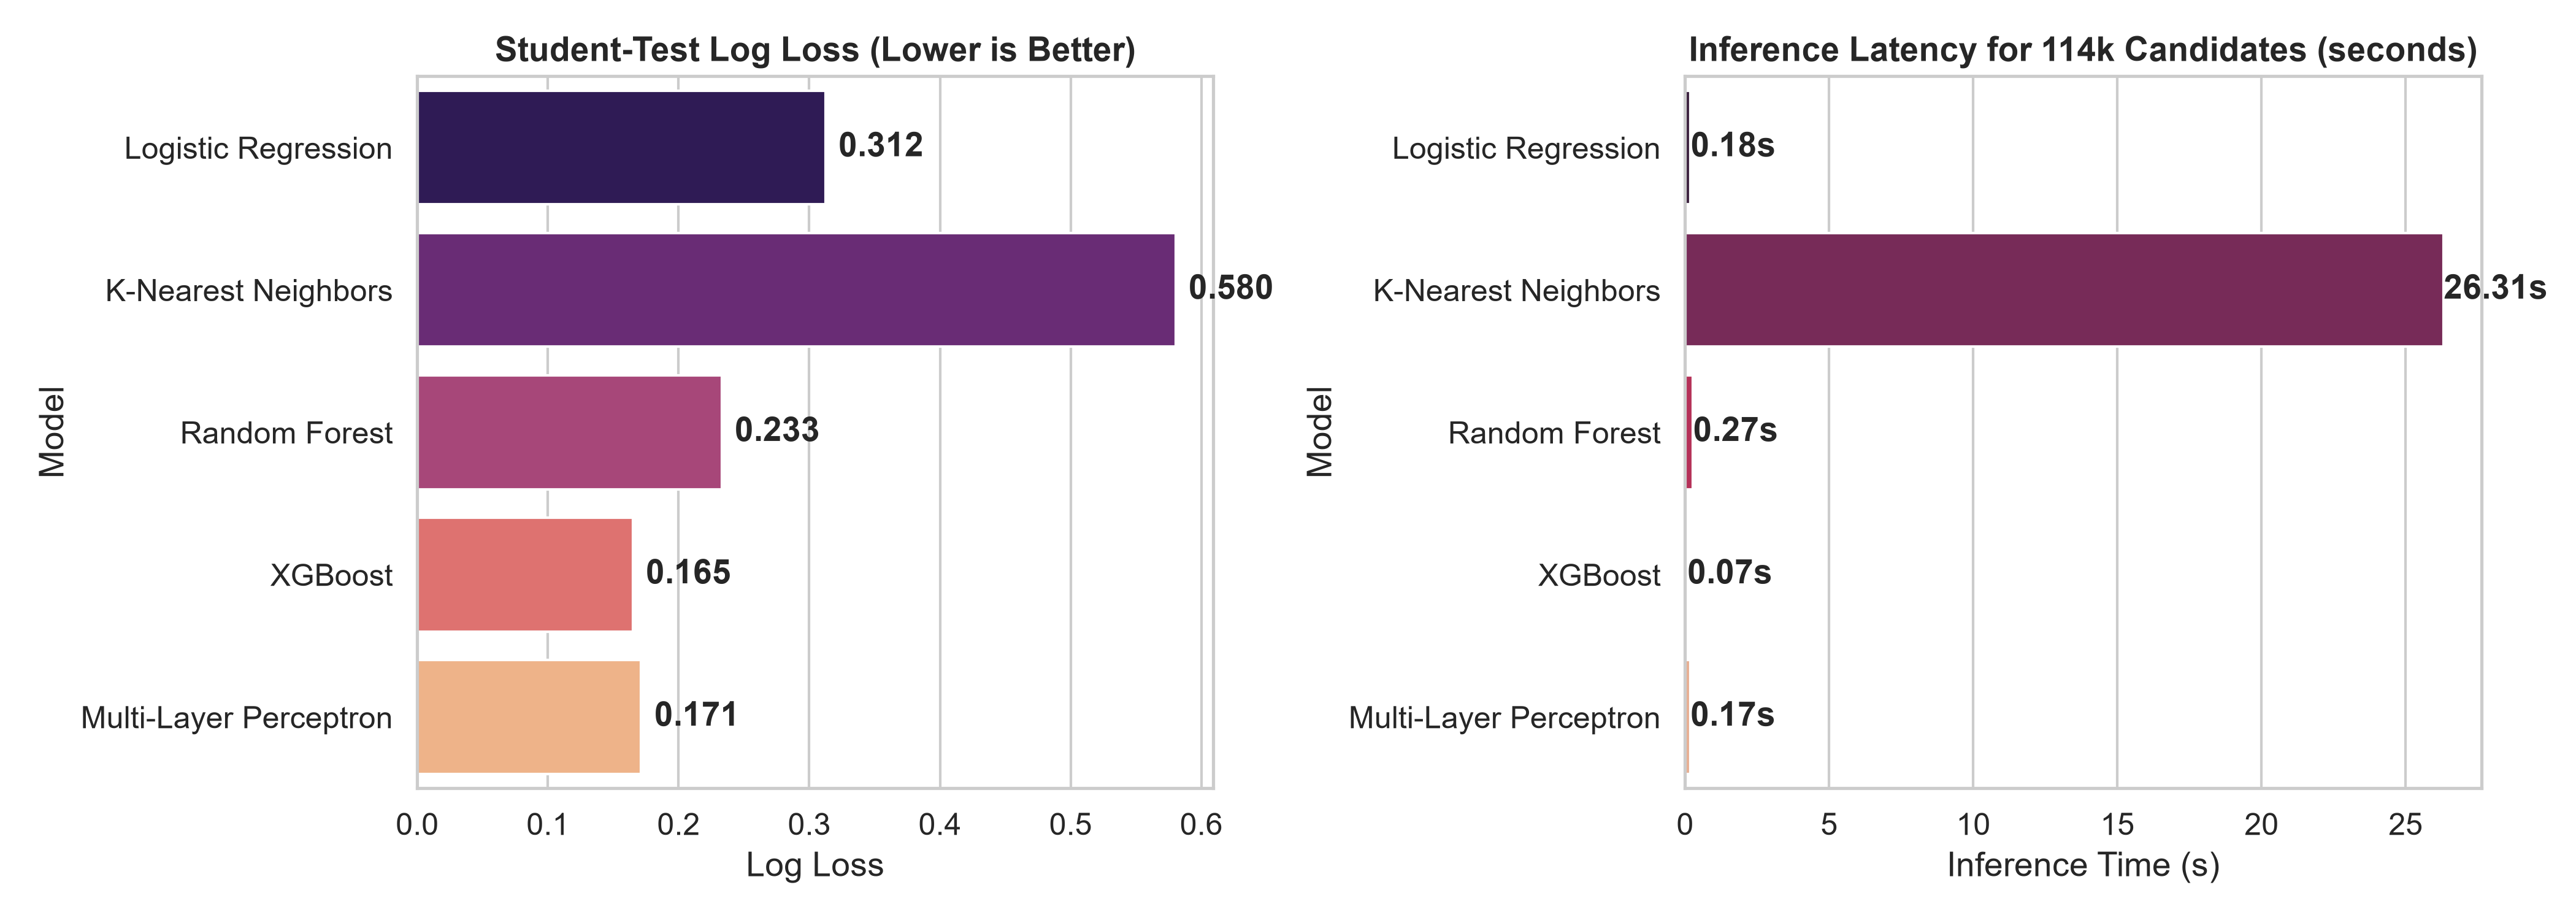 Student-Test Log Loss (Lower is Better)
Model
Logistic Regression
0.312
K-Nearest Neighbors
0.580
Random Forest
0.233
XGBoost
0.165
Multi-Layer Perceptron
0.171
0.0 0.1 0.2 0.3 0.4 0.5 0.6
Log Loss
Inference Latency for 114k Candidates (seconds)
Model
Logistic Regression
0.18s
K-Nearest Neighbors
26.31s
Random Forest
0.27s
XGBoost
0.07s
Multi-Layer Perceptron
0.17s
0 5 10 15 20 25
Inference Time (s)